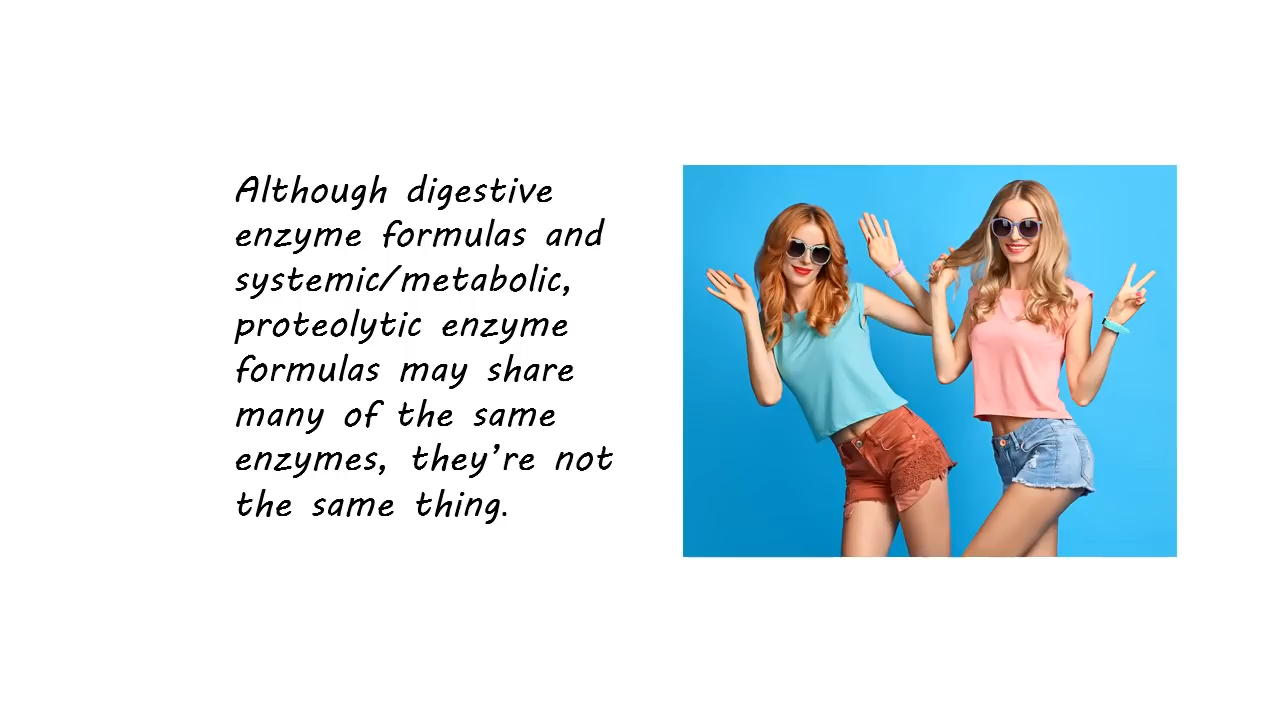 Although digestive
enzyme formulas and
systemic/metabolic,
proteolytic enzyme
formulas may share
many of the same
enzymes, they’re not
the same thing.